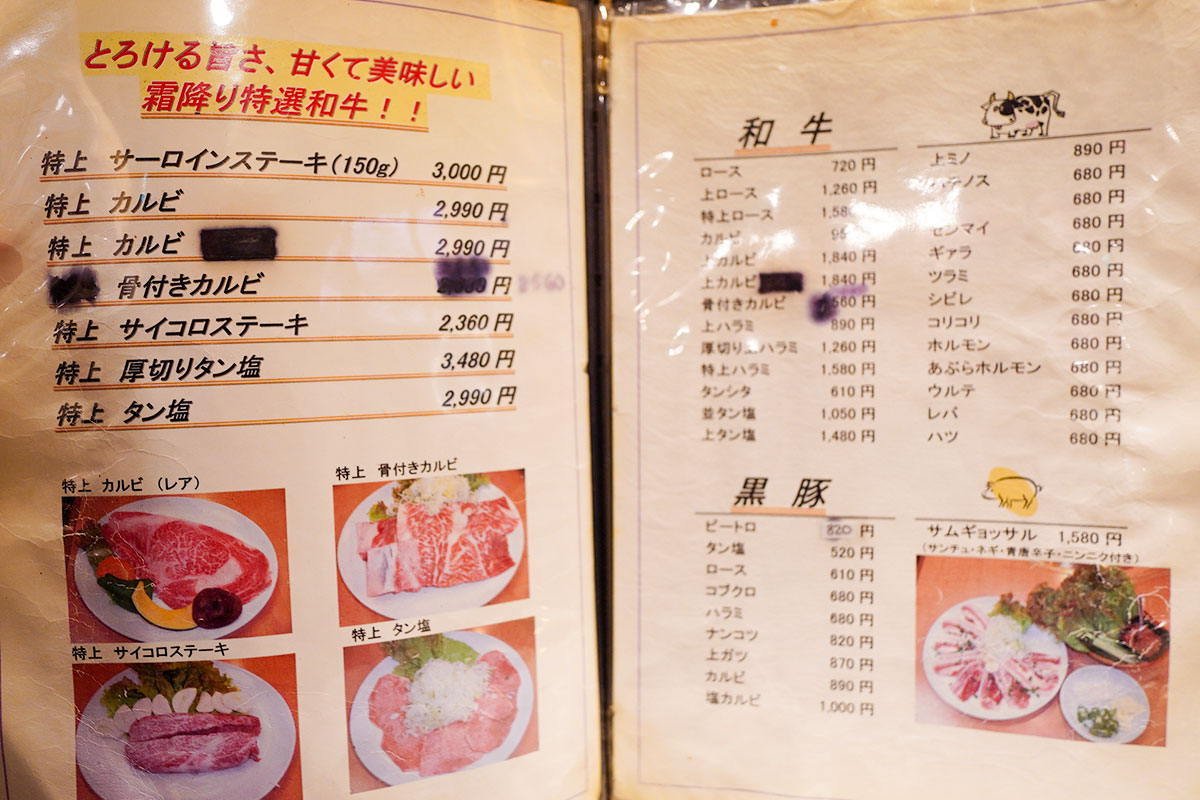 とろける旨さ、甘くて美味しい
霜降り特選和牛！！
特上 サーロインステーキ(150g) 3,000円
特上 カルビ 2,990円
特上 カルビ 2,990円
骨付きカルビ 円 2560
特上 サイコロステーキ 2,360円
特上 厚切りタン塩 3,480円
特上 タン塩 2,990円
特上 カルビ (レア)
特上 骨付きカルビ
特上 サイコロステーキ
特上 タン塩
和牛
ロース 720円
上ロース 1,260円
特上ロース 1,580
カルビ
上カルビ 1,840円
上カルビ 1,840円
骨付きカルビ 560円
上ハラミ 890円
厚切り上ハラミ 1,260円
特上ハラミ 1,580円
タンシタ 610円
並タン塩 1,050円
上タン塩 1,480円
上ミノ 890円
ハチノス 680円
680円
センマイ 680円
ギァラ 680円
ツラミ 680円
シビレ 680円
コリコリ 680円
ホルモン 680円
あぶらホルモン 680円
ウルテ 680円
レバ 680円
ハツ 680円
黒豚
ピートロ 820円
タン塩 520円
ロース 610円
コブクロ 680円
ハラミ 680円
ナンコツ 820円
上ガツ 870円
カルビ 890円
塩カルビ 1,000円
サムギョッサル 1,580円
(サンチュ・ネギ・青唐辛子・ニンニク付き)